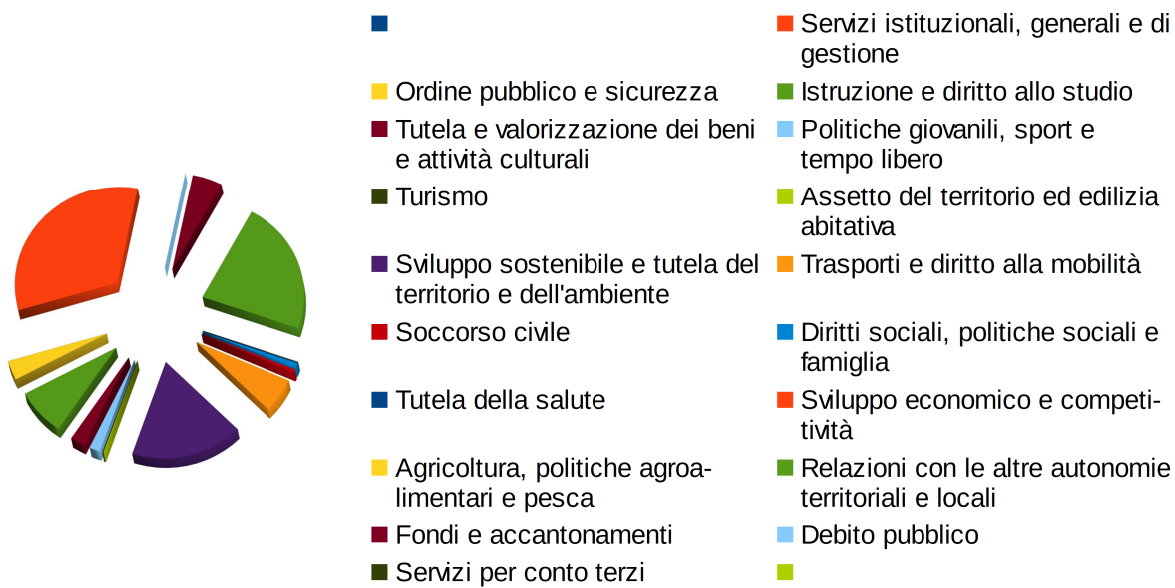 Servizi istituzionali, generali e di
gestione
Ordine pubblico e sicurezza
Istruzione e diritto allo studio
Tutela e valorizzazione dei beni
e attività culturali
Politiche giovanili, sport e
tempo libero
Turismo
Assetto del territorio ed edilizia
abitativa
Sviluppo sostenibile e tutela del
territorio e dell'ambiente
Trasporti e diritto alla mobilità
Soccorso civile
Diritti sociali, politiche sociali e
famiglia
Tutela della salute
Sviluppo economico e competi-
tività
Agricoltura, politiche agroa-
limentari e pesca
Relazioni con le altre autonomie
territoriali e locali
Fondi e accantonamenti
Debito pubblico
Servizi per conto terzi